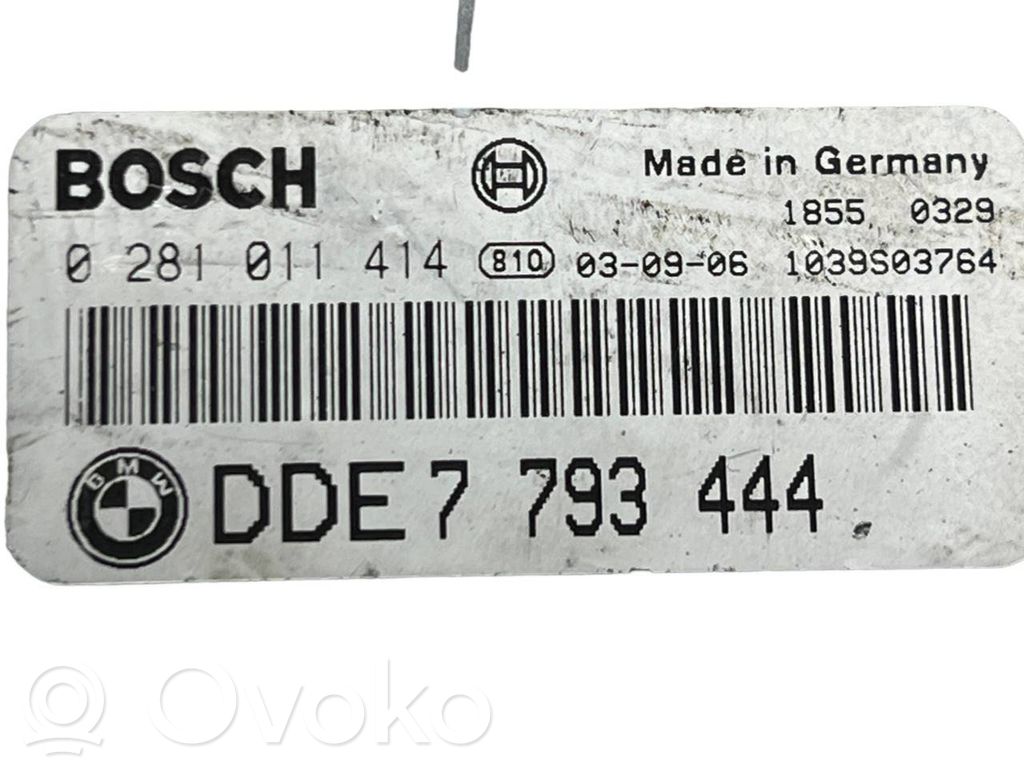 BOSCH Made in Germany
1855 0329
0 281 011 414 810 03-09-06 1039S03764
BMW DDE 7 793 444
Ovoko